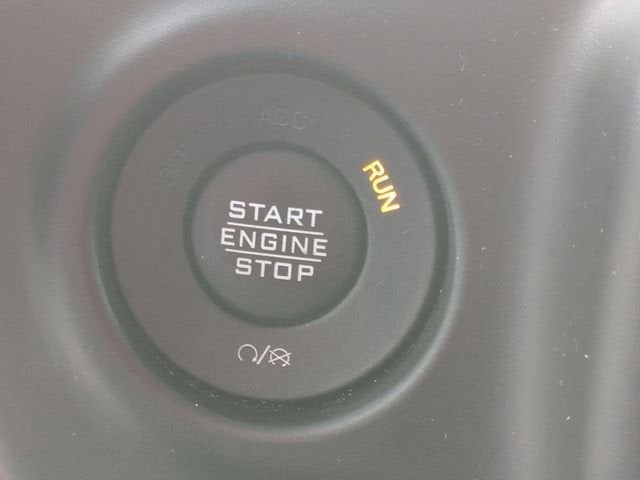 OFF
ACC
RUN
START
ENGINE
STOP